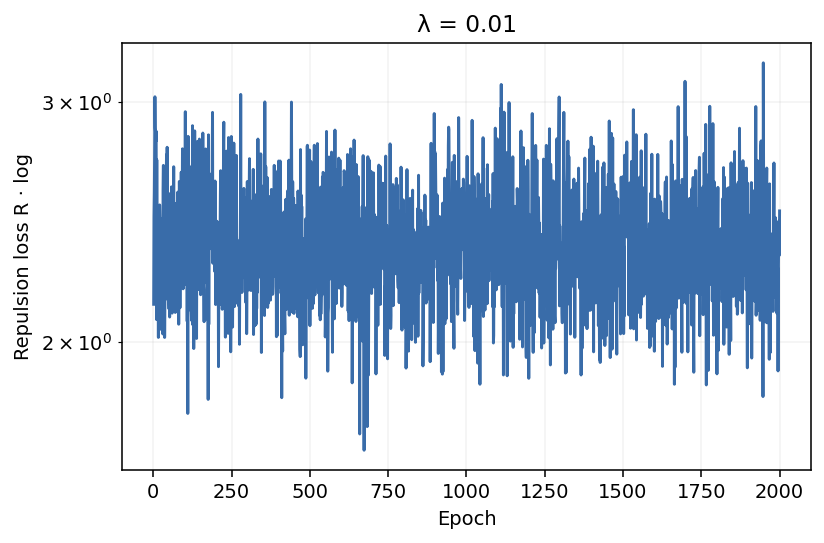 λ = 0.01
Repulsion loss R · log
3 × 10⁰
2 × 10⁰
0 250 500 750 1000 1250 1500 1750 2000
Epoch